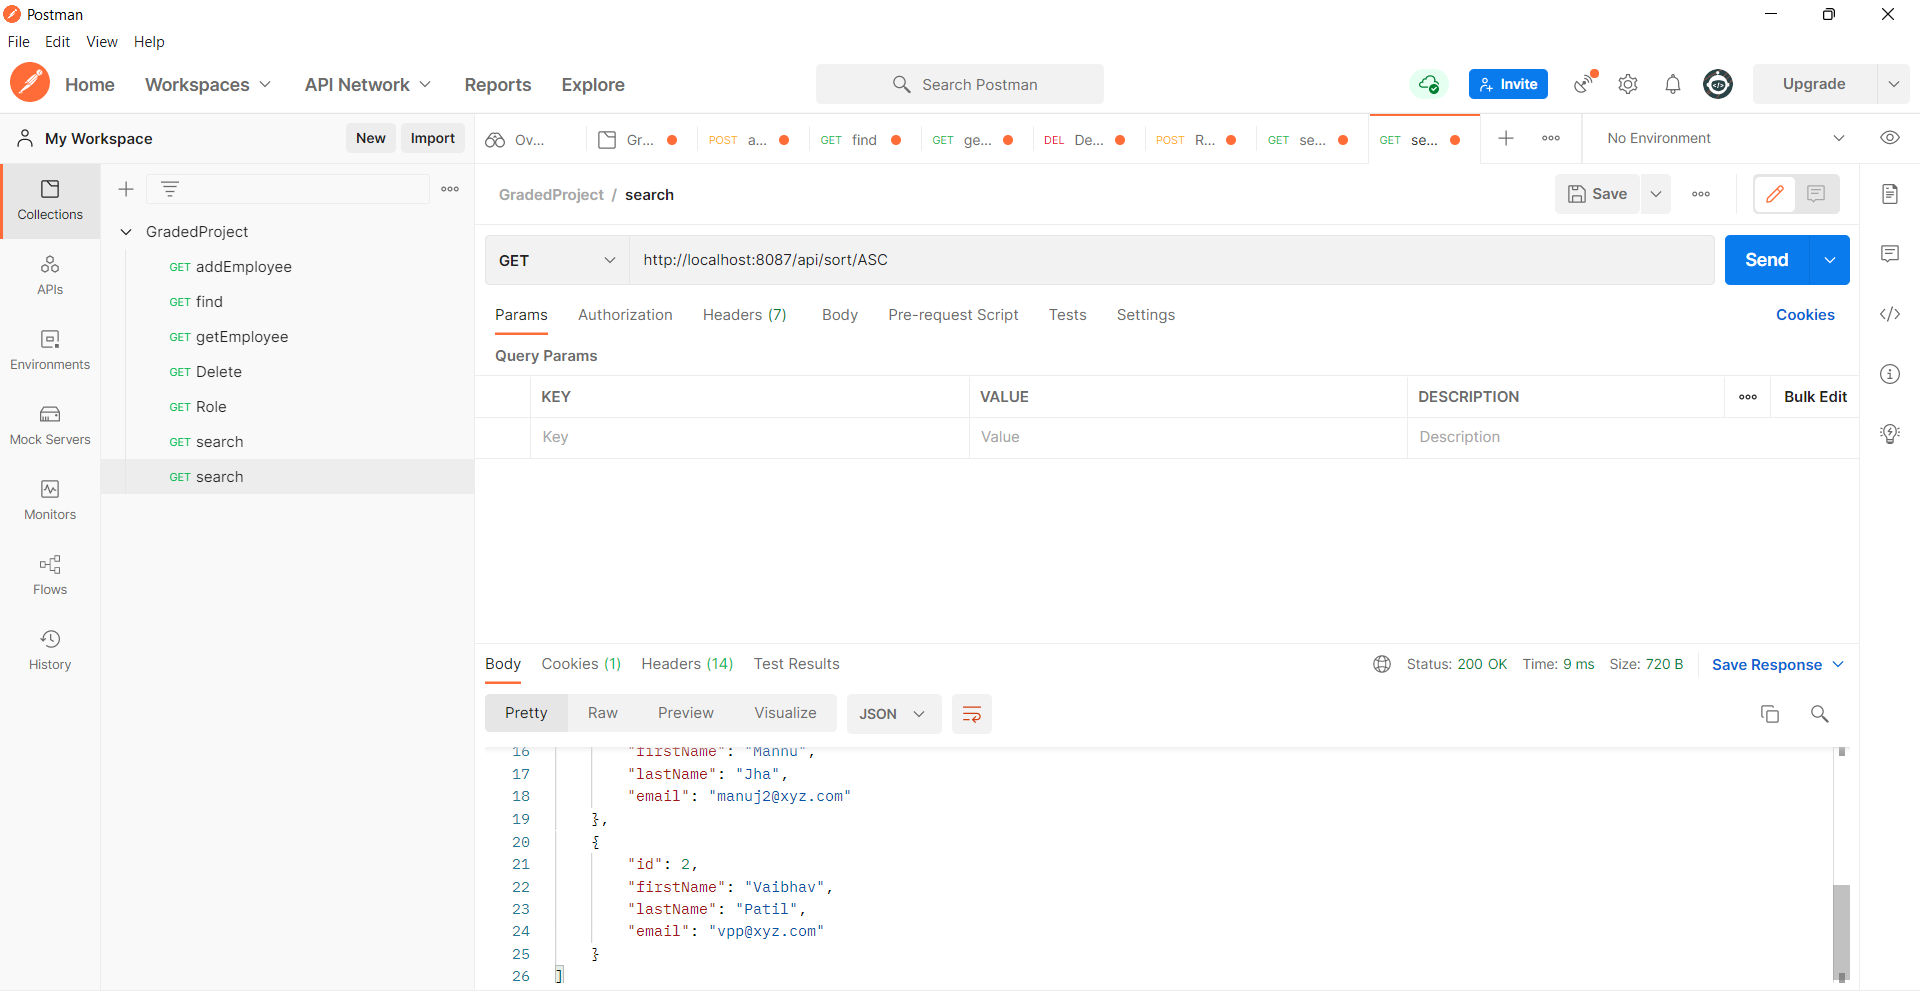 Postman
File Edit View Help
Home Workspaces API Network Reports Explore Search Postman Invite Upgrade
My Workspace New Import Ov... Gr... POST a... GET find GET ge... DEL De... POST R... GET se... GET se... No Environment
Collections
APIs
Environments
Mock Servers
Monitors
Flows
History
GradedProject
GET addEmployee
GET find
GET getEmployee
GET Delete
GET Role
GET search
GET search
GradedProject / search Save
GET http://localhost:8087/api/sort/ASC Send
Params Authorization Headers (7) Body Pre-request Script Tests Settings Cookies
Query Params
KEY VALUE DESCRIPTION Bulk Edit
Key Value Description
Body Cookies (1) Headers (14) Test Results Status: 200 OK Time: 9 ms Size: 720 B Save Response
Pretty Raw Preview Visualize JSON
16 "firstName": "Mannu",
17 "lastName": "Jha",
18 "email": "manuj2@xyz.com"
19 },
20 {
21 "id": 2,
22 "firstName": "Vaibhav",
23 "lastName": "Patil",
24 "email": "vpp@xyz.com"
25 }
26 ]